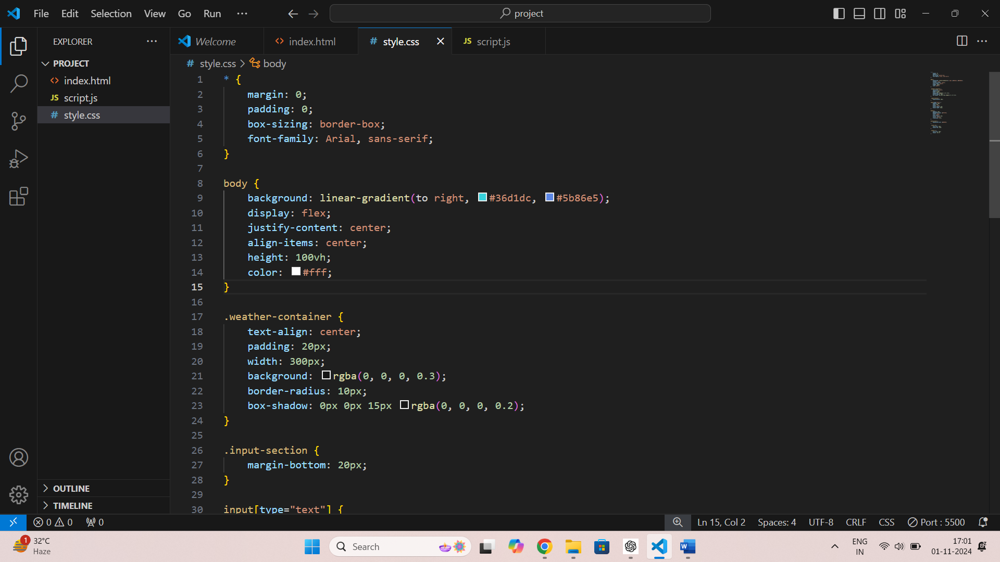 File Edit Selection View Go Run ··· project
EXPLORER ···
Welcome index.html # style.css JS script.js
PROJECT
index.html
JS script.js
# style.css
# style.css > body
1 * {
2 margin: 0;
3 padding: 0;
4 box-sizing: border-box;
5 font-family: Arial, sans-serif;
6 }
7
8 body {
9 background: linear-gradient(to right, #36d1dc, #5b86e5);
10 display: flex;
11 justify-content: center;
12 align-items: center;
13 height: 100vh;
14 color: #fff;
15 }
16
17 .weather-container {
18 text-align: center;
19 padding: 20px;
20 width: 300px;
21 background: rgba(0, 0, 0, 0.3);
22 border-radius: 10px;
23 box-shadow: 0px 0px 15px rgba(0, 0, 0, 0.2);
24 }
25
26 .input-section {
27 margin-bottom: 20px;
28 }
29
30 input[type="text"] {
OUTLINE
TIMELINE
0 0 0 Ln 15, Col 2 Spaces: 4 UTF-8 CRLF CSS Port : 5500
1 32°C
Haze
Search
W
ENG
IN
17:01
01-11-2024